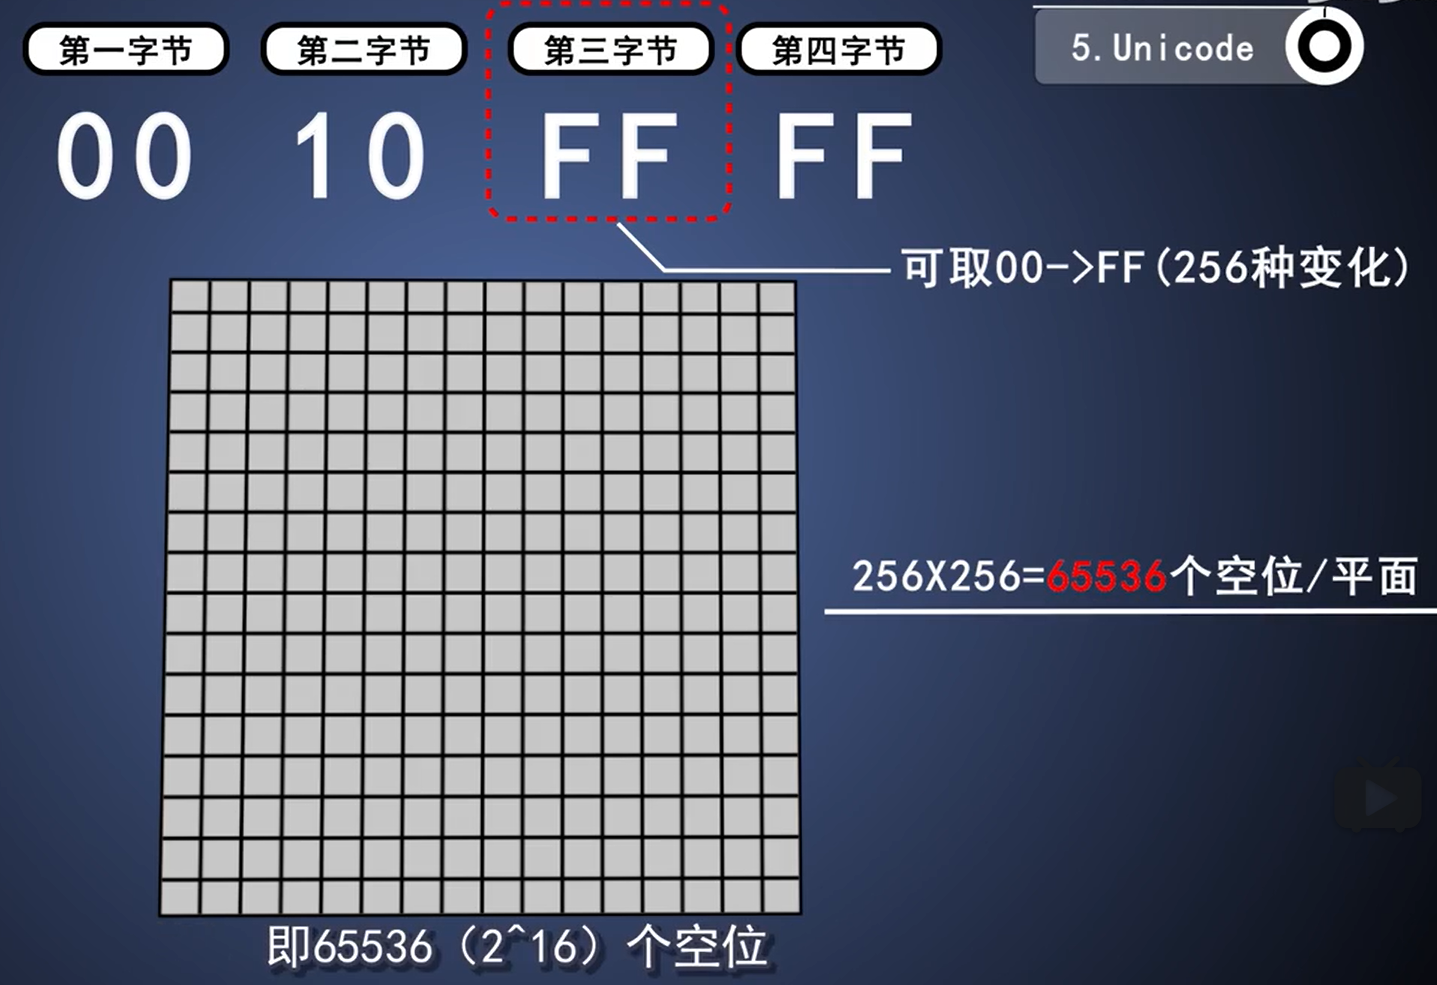 第一字节 第二字节 第三字节 第四字节
5.Unicode
00 10 FF FF
可取00->FF(256种变化)
256X256=65536个空位/平面
即65536（2^16）个空位